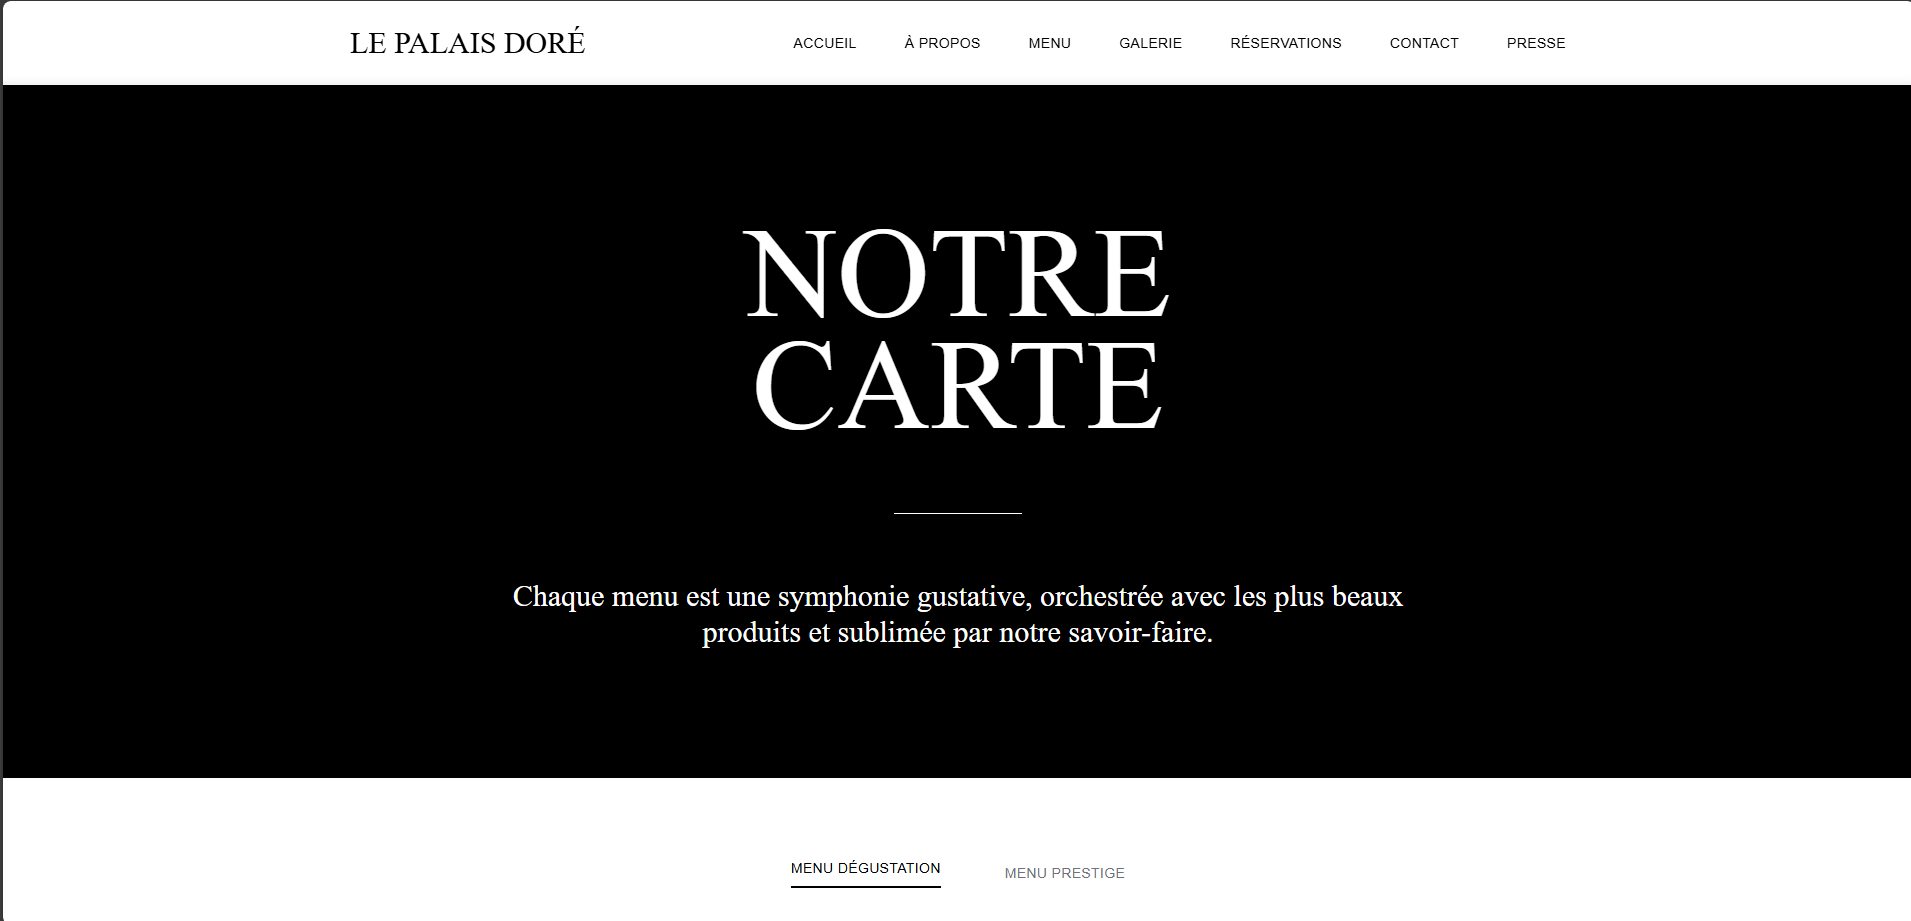 LE PALAIS DORÉ
ACCUEIL À PROPOS MENU GALERIE RÉSERVATIONS CONTACT PRESSE
NOTRE
CARTE
Chaque menu est une symphonie gustative, orchestrée avec les plus beaux
produits et sublimée par notre savoir-faire.
MENU DÉGUSTATION
MENU PRESTIGE